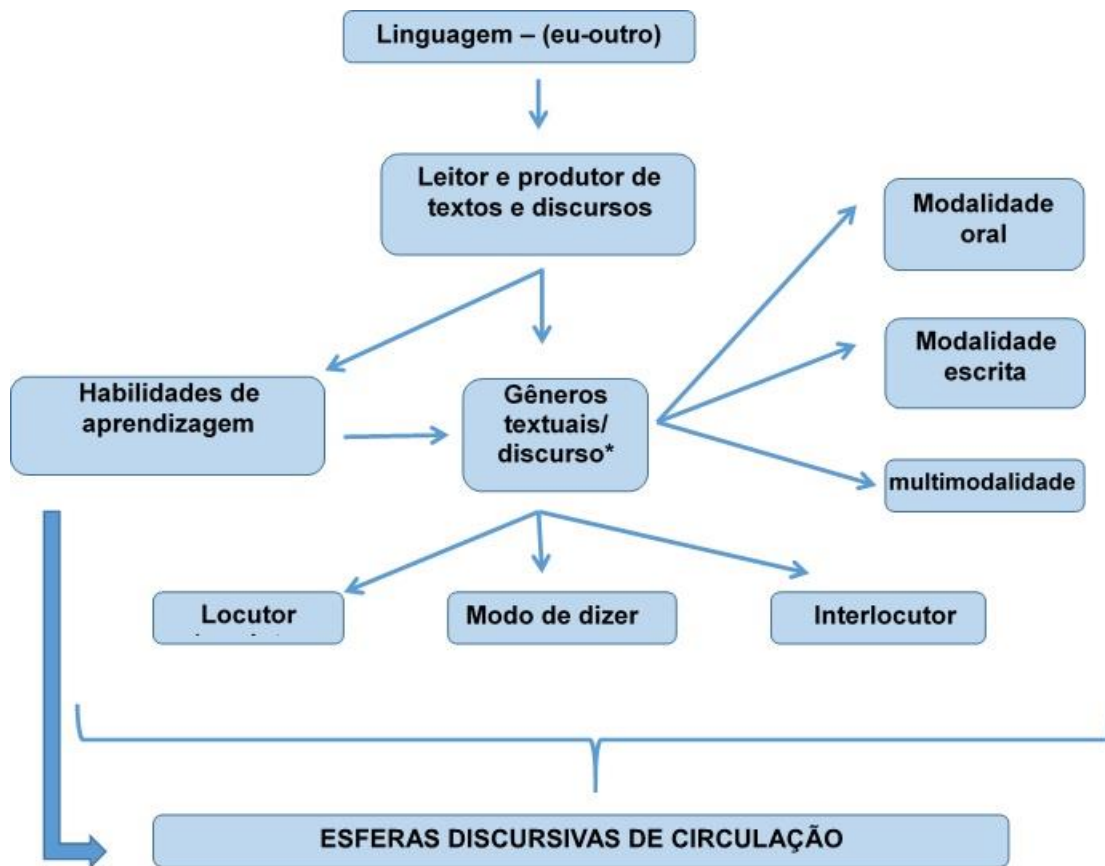 Linguagem – (eu-outro)
Leitor e produtor de
textos e discursos
Modalidade
oral
Modalidade
escrita
Habilidades de
aprendizagem
Gêneros
textuais/
discurso*
multimodalidade
Locutor
Modo de dizer
Interlocutor
ESFERAS DISCURSIVAS DE CIRCULAÇÃO